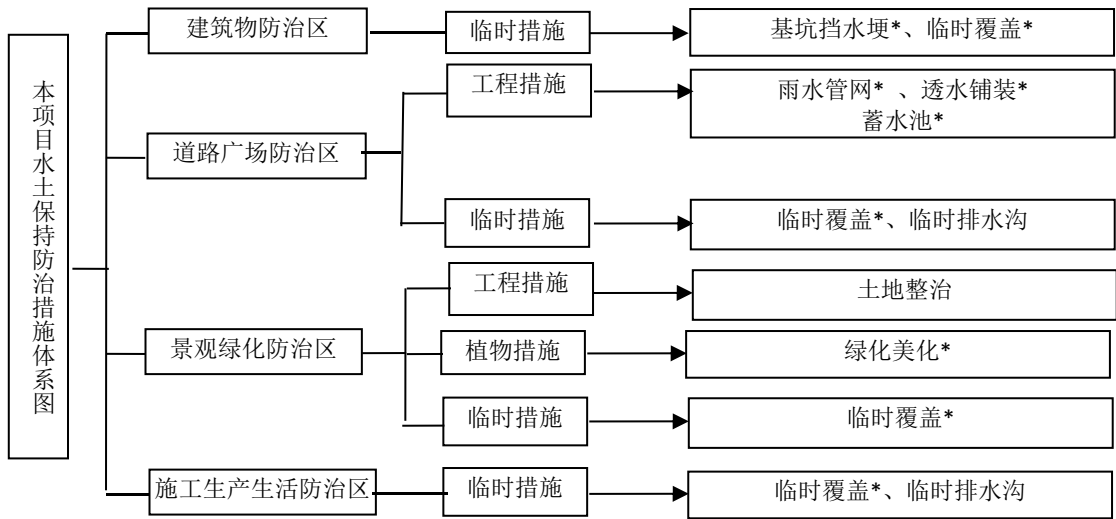 本项目水土保持防治措施体系图
建筑物防治区
临时措施
基坑挡水埂*、临时覆盖*
道路广场防治区
工程措施
雨水管网* 、透水铺装*
蓄水池*
临时措施
临时覆盖*、临时排水沟
景观绿化防治区
工程措施
土地整治
植物措施
绿化美化*
临时措施
临时覆盖*
施工生产生活防治区
临时措施
临时覆盖*、临时排水沟